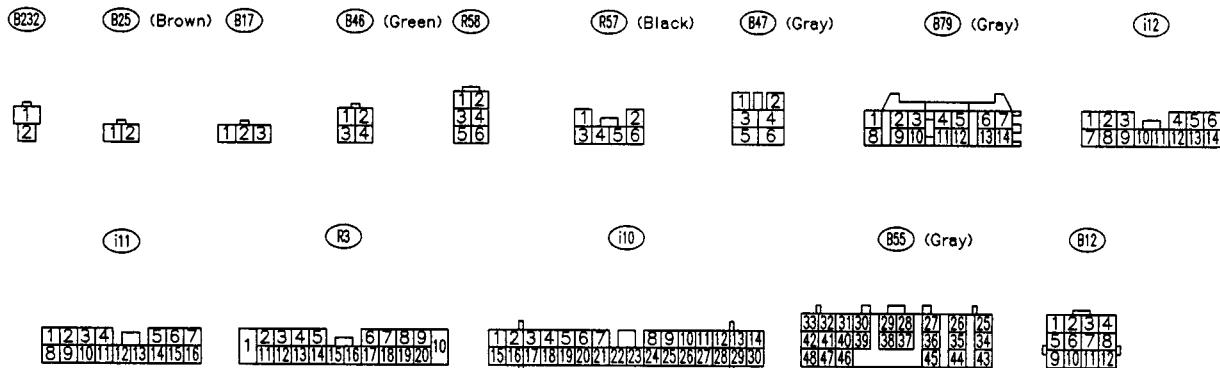 B232 B25 (Brown) B17 B46 (Green) R58 R57 (Black) B47 (Gray) B79 (Gray) i12
1 1 2 1 2 1 2 1 2 3 4 5 6 7 1 2 3 4 5 6
2 1 2 1 2 3 3 4 3 4 3 4 5 6 3 4 8 9 10 11 12 13 14 7 8 9 10 11 12 13 14
5 6 5 6
i11 R3 i10 B55 (Gray) B12
33 32 31 30 29 28 27 26 25 1 2 3 4
1 2 3 4 5 6 7 1 2 3 4 5 6 7 8 9 10 1 2 3 4 5 6 7 8 9 10 11 12 13 14 42 41 40 39 38 37 36 35 34 5 6 7 8
8 9 10 11 12 13 14 15 16 11 12 13 14 15 16 17 18 19 20 15 16 17 18 19 20 21 22 23 24 25 26 27 28 29 30 48 47 46 45 44 43 9 10 11 12